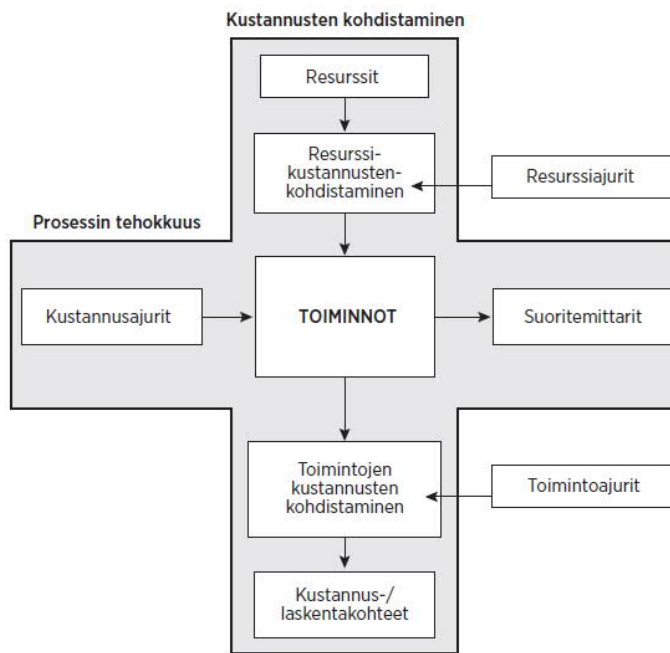 Kustannusten kohdistaminen
Resurssit
Resurssi-
kustannusten-
kohdistaminen
Resurssiajurit
Prosessin tehokkuus
Kustannusajurit
TOIMINNOT
Suoritemittarit
Toimintojen
kustannusten
kohdistaminen
Toimintoajurit
Kustannus-/
laskentakohteet